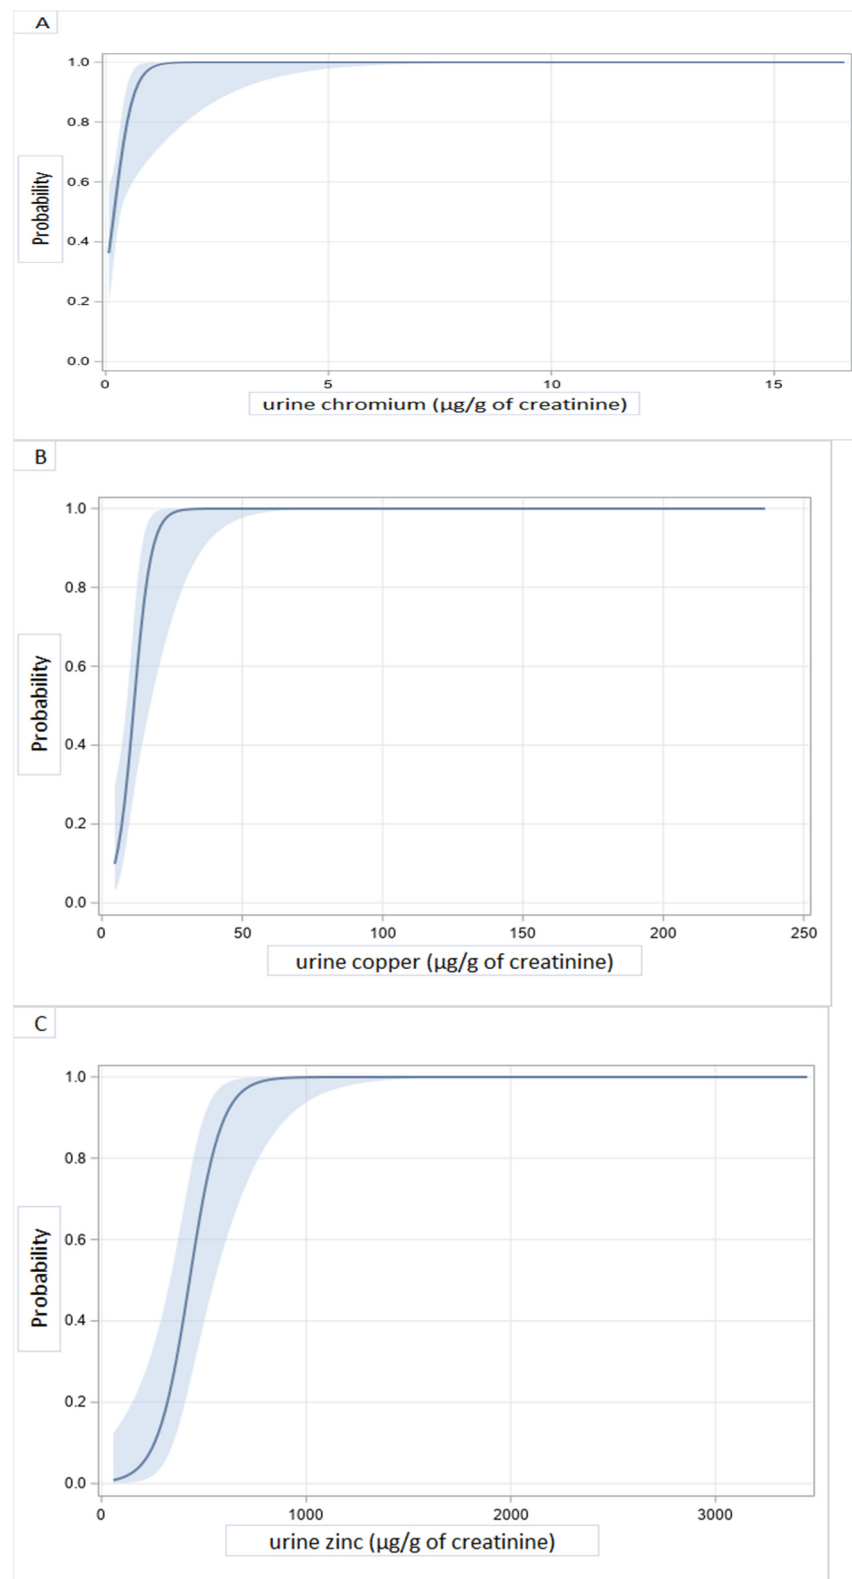 A
1.0
0.8
0.6
0.4
0.2
0.0
Probability
0 5 10 15
urine chromium (µg/g of creatinine)
B
1.0
0.8
0.6
0.4
0.2
0.0
Probability
0 50 100 150 200 250
urine copper (µg/g of creatinine)
C
1.0
0.8
0.6
0.4
0.2
0.0
Probability
0 1000 2000 3000
urine zinc (µg/g of creatinine)